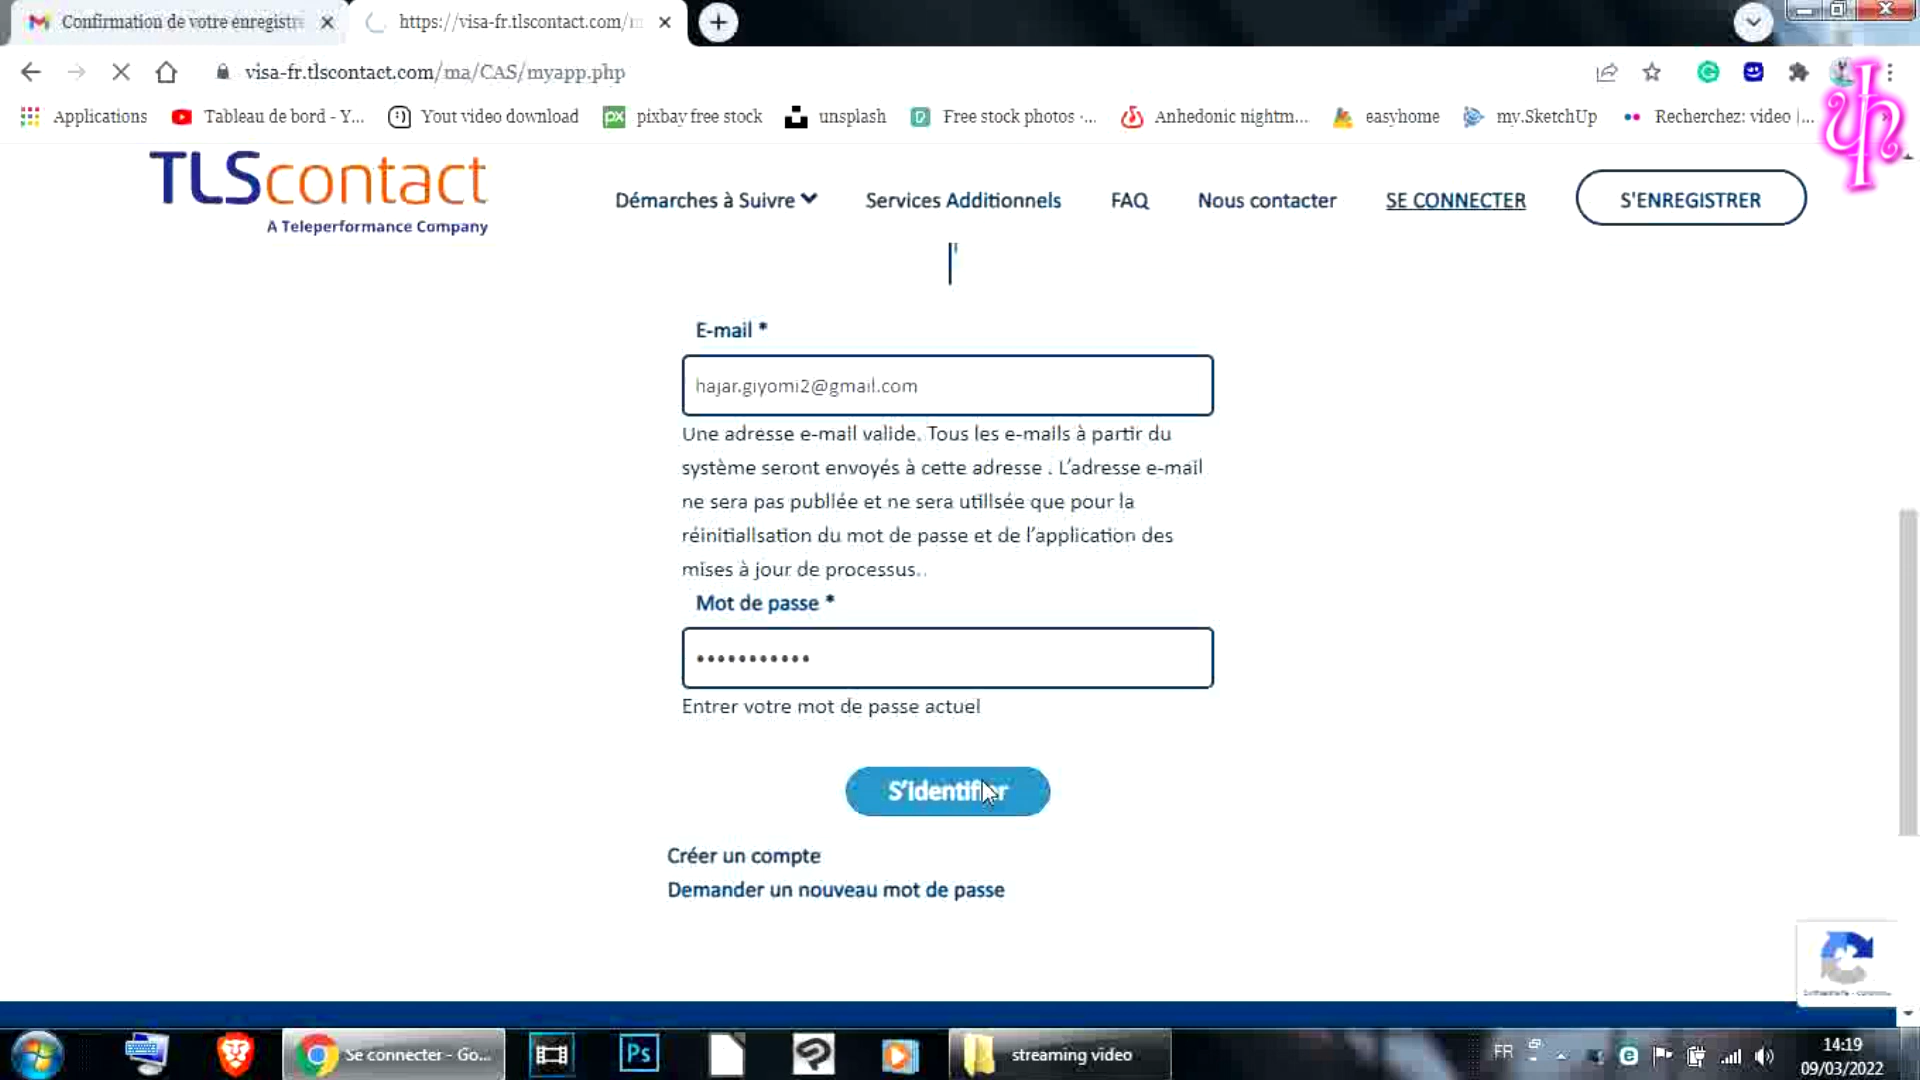 Confirmation de votre enregistre
https://visa-fr.tlscontact.com/m
visa-fr.tlscontact.com/ma/CAS/myapp.php
Applications
Tableau de bord - Y...
Yout video download
px
pixbay free stock
unsplash
Free stock photos ·...
Anhedonic nightm...
easyhome
my.SketchUp
Recherchez: video |...
TLScontact
A Teleperformance Company
Démarches à Suivre
Services Additionnels
FAQ
Nous contacter
SE CONNECTER
S'ENREGISTRER
E-mail *
hajar.giyomi2@gmail.com
Une adresse e-mail valide. Tous les e-mails à partir du
système seront envoyés à cette adresse . L'adresse e-mail
ne sera pas publiée et ne sera utilisée que pour la
réinitialisation du mot de passe et de l'application des
mises à jour de processus..
Mot de passe *
•••••••••••
Entrer votre mot de passe actuel
S'identifier
Créer un compte
Demander un nouveau mot de passe
Se connecter - Go...
Ps
streaming video
FR
14:19
09/03/2022